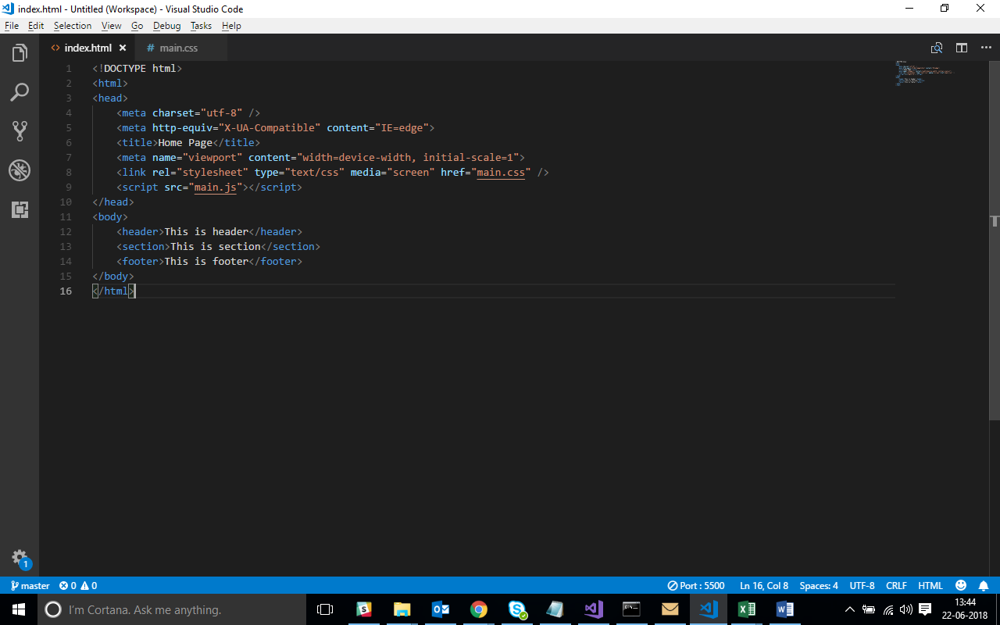 index.html - Untitled (Workspace) - Visual Studio Code
File Edit Selection View Go Debug Tasks Help
<> index.html × # main.css
1 <!DOCTYPE html>
2 <html>
3 <head>
4     <meta charset="utf-8" />
5     <meta http-equiv="X-UA-Compatible" content="IE=edge">
6     <title>Home Page</title>
7     <meta name="viewport" content="width=device-width, initial-scale=1">
8     <link rel="stylesheet" type="text/css" media="screen" href="main.css" />
9     <script src="main.js"></script>
10 </head>
11 <body>
12     <header>This is header</header>
13     <section>This is section</section>
14     <footer>This is footer</footer>
15 </body>
16 </html>
1
master 0 0 Port : 5500 Ln 16, Col 8 Spaces: 4 UTF-8 CRLF HTML
I'm Cortana. Ask me anything.
13:44
22-06-2018